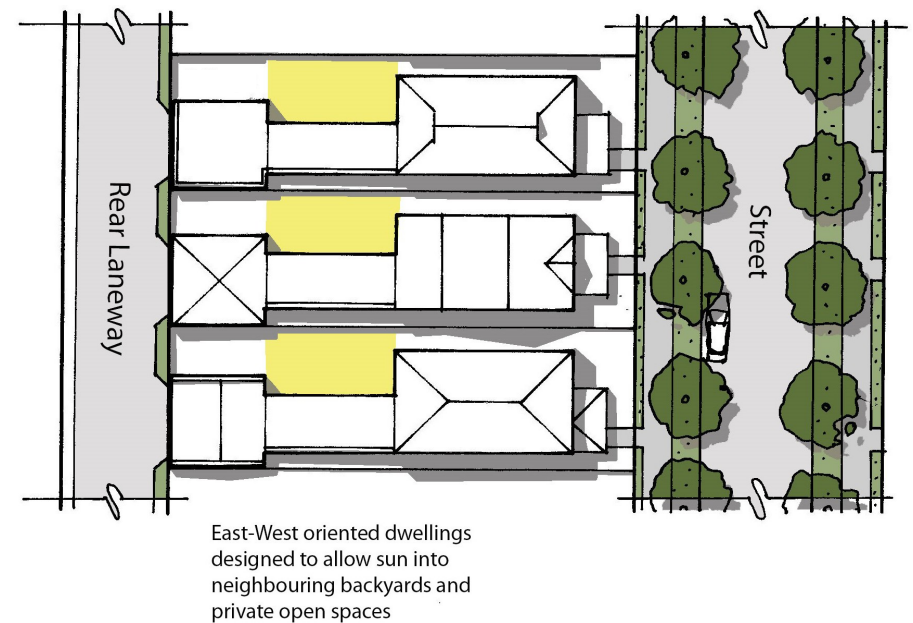 Rear Laneway
Street
East-West oriented dwellings
designed to allow sun into
neighbouring backyards and
private open spaces